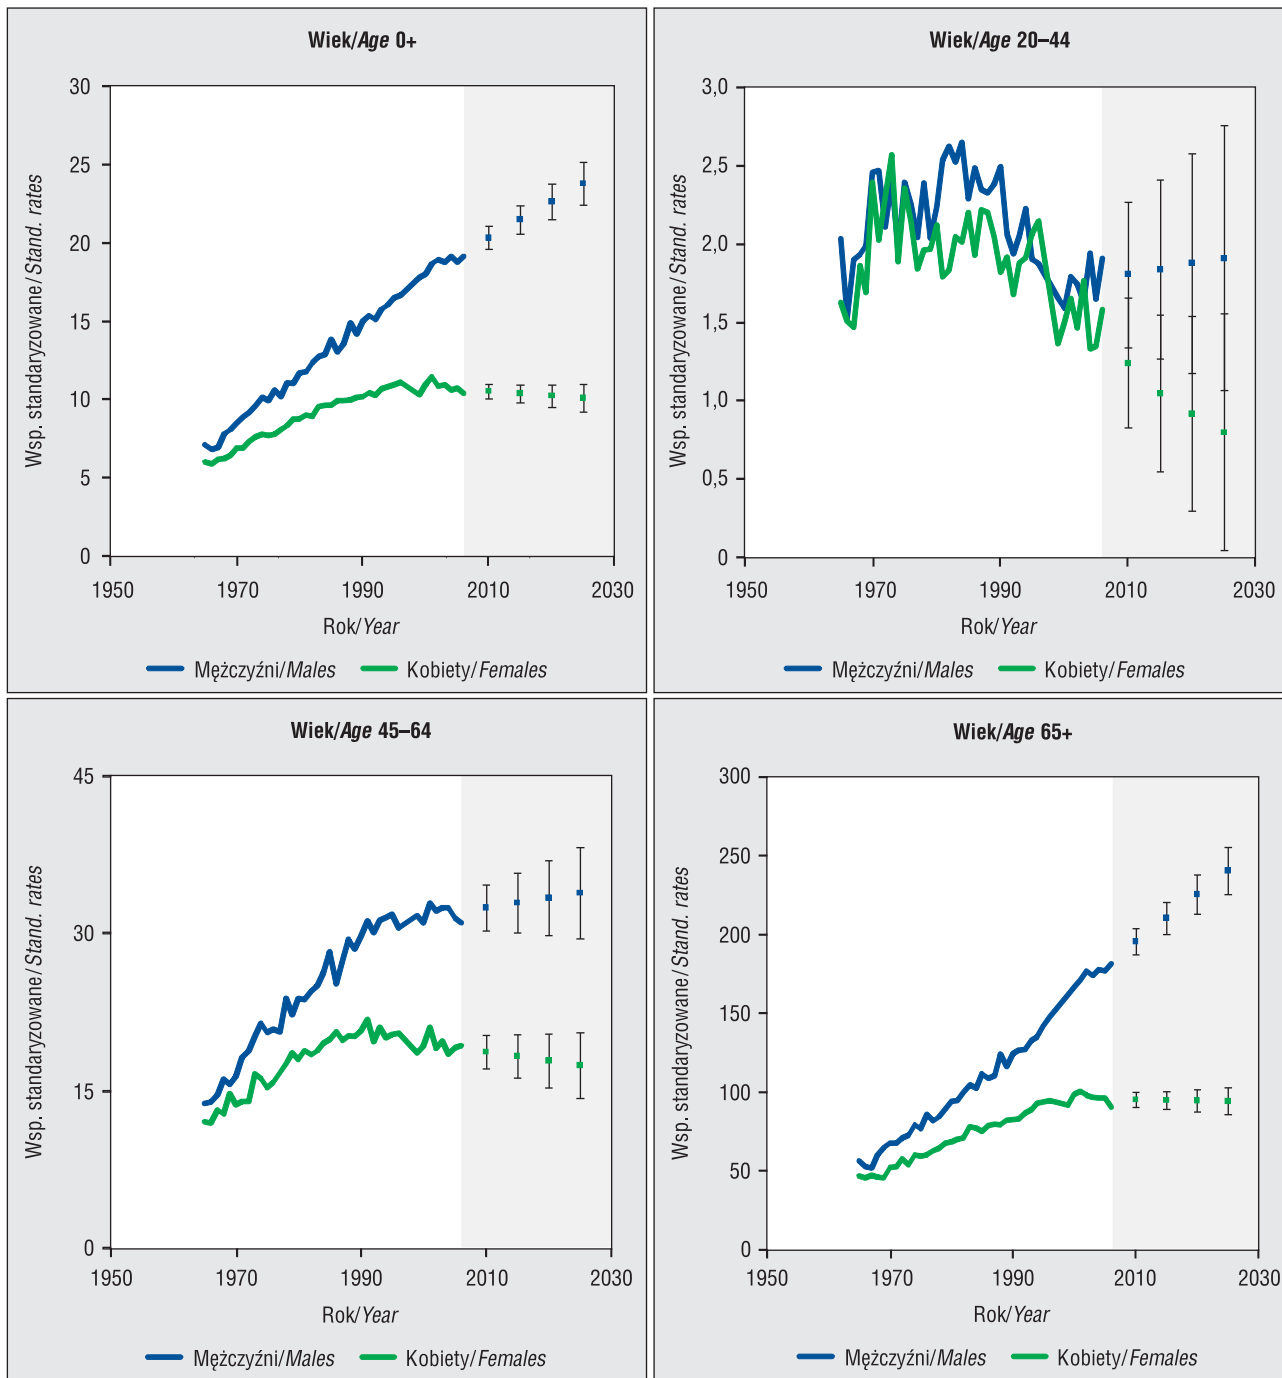 Wiek/Age 0+
Wsp. standaryzowane/Stand. rates
30
25
20
15
10
5
0
1950 1970 1990 2010 2030
Rok/Year
Mężczyźni/Males Kobiety/Females
Wiek/Age 20–44
Wsp. standaryzowane/Stand. rates
3,0
2,5
2,0
1,5
1,0
0,5
0
1950 1970 1990 2010 2030
Rok/Year
Mężczyźni/Males Kobiety/Females
Wiek/Age 45–64
Wsp. standaryzowane/Stand. rates
45
30
15
0
1950 1970 1990 2010 2030
Rok/Year
Mężczyźni/Males Kobiety/Females
Wiek/Age 65+
Wsp. standaryzowane/Stand. rates
300
250
200
150
100
50
0
1950 1970 1990 2010 2030
Rok/Year
Mężczyźni/Males Kobiety/Females